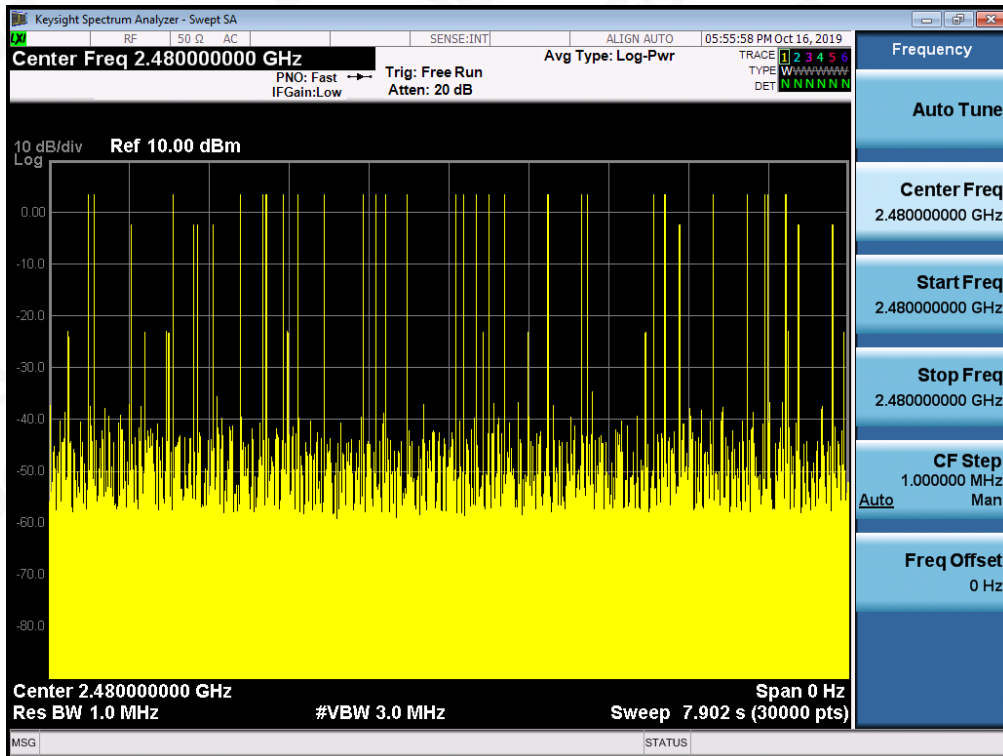 Keysight Spectrum Analyzer - Swept SA
LXI RF 50 Ω AC SENSE:INT ALIGN AUTO 05:55:58 PM Oct 16, 2019
Center Freq 2.480000000 GHz
PNO: Fast
IFGain:Low
Trig: Free Run
Atten: 20 dB
Avg Type: Log-Pwr
TRACE 1 2 3 4 5 6
TYPE WWWWWW
DET N N N N N N
10 dB/div Ref 10.00 dBm
Log
0.00
-10.0
-20.0
-30.0
-40.0
-50.0
-60.0
-70.0
-80.0
Center 2.480000000 GHz Span 0 Hz
Res BW 1.0 MHz #VBW 3.0 MHz Sweep 7.902 s (30000 pts)
MSG STATUS
Frequency
Auto Tune
Center Freq
2.480000000 GHz
Start Freq
2.480000000 GHz
Stop Freq
2.480000000 GHz
CF Step
1.000000 MHz
Auto Man
Freq Offset
0 Hz